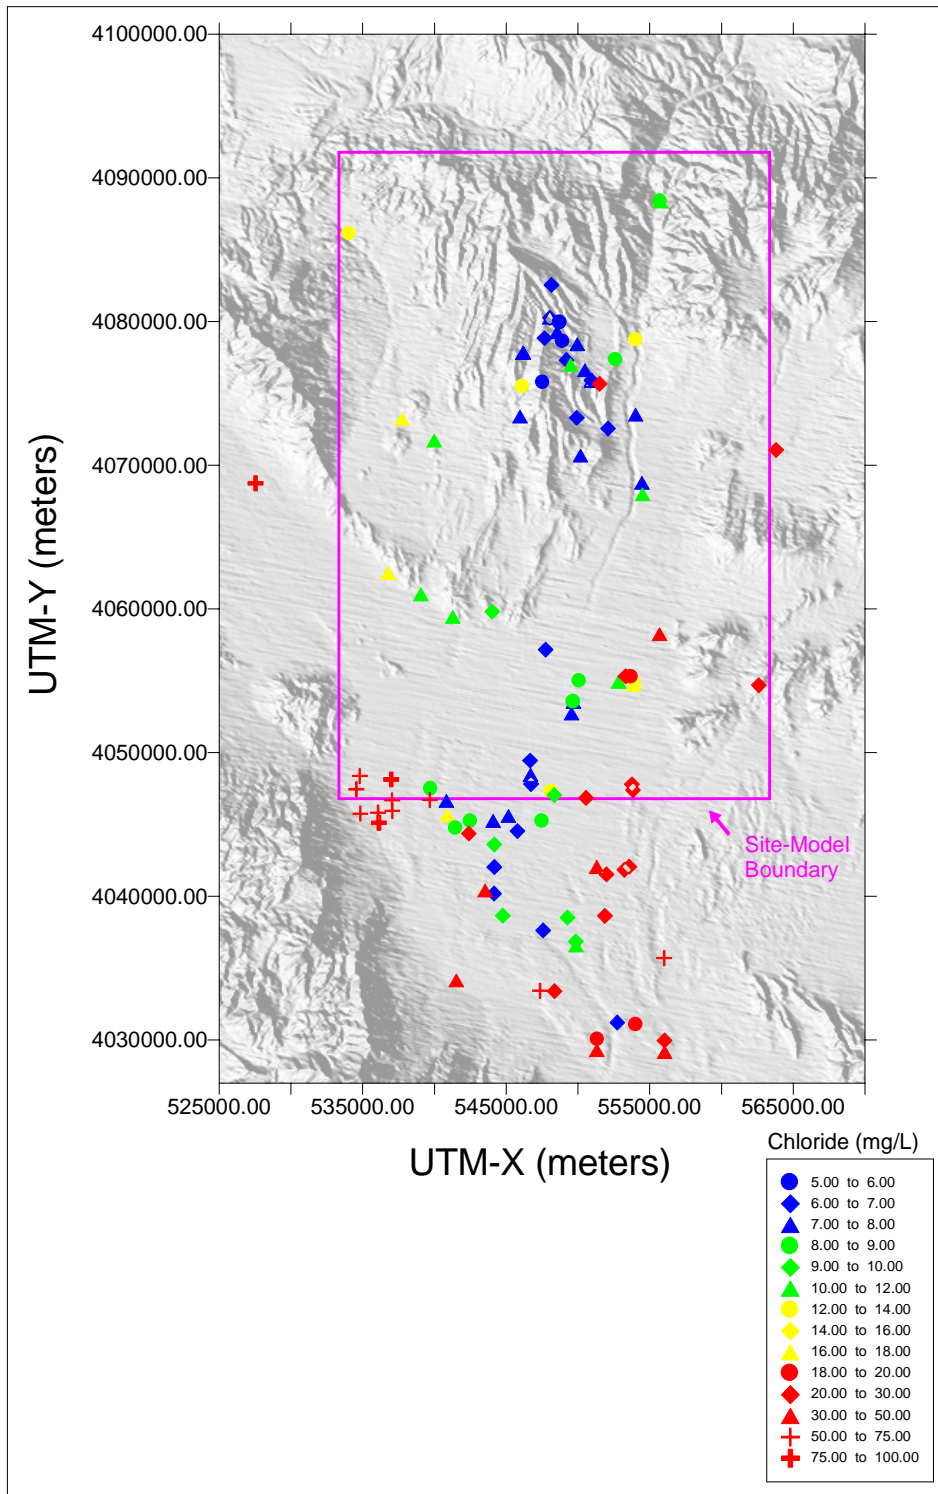 4100000.00
4090000.00
4080000.00
4070000.00
4060000.00
4050000.00
4040000.00
4030000.00
UTM-Y (meters)
Site-Model
Boundary
525000.00 535000.00 545000.00 555000.00 565000.00
UTM-X (meters)
Chloride (mg/L)
5.00 to 6.00
6.00 to 7.00
7.00 to 8.00
8.00 to 9.00
9.00 to 10.00
10.00 to 12.00
12.00 to 14.00
14.00 to 16.00
16.00 to 18.00
18.00 to 20.00
20.00 to 30.00
30.00 to 50.00
50.00 to 75.00
75.00 to 100.00